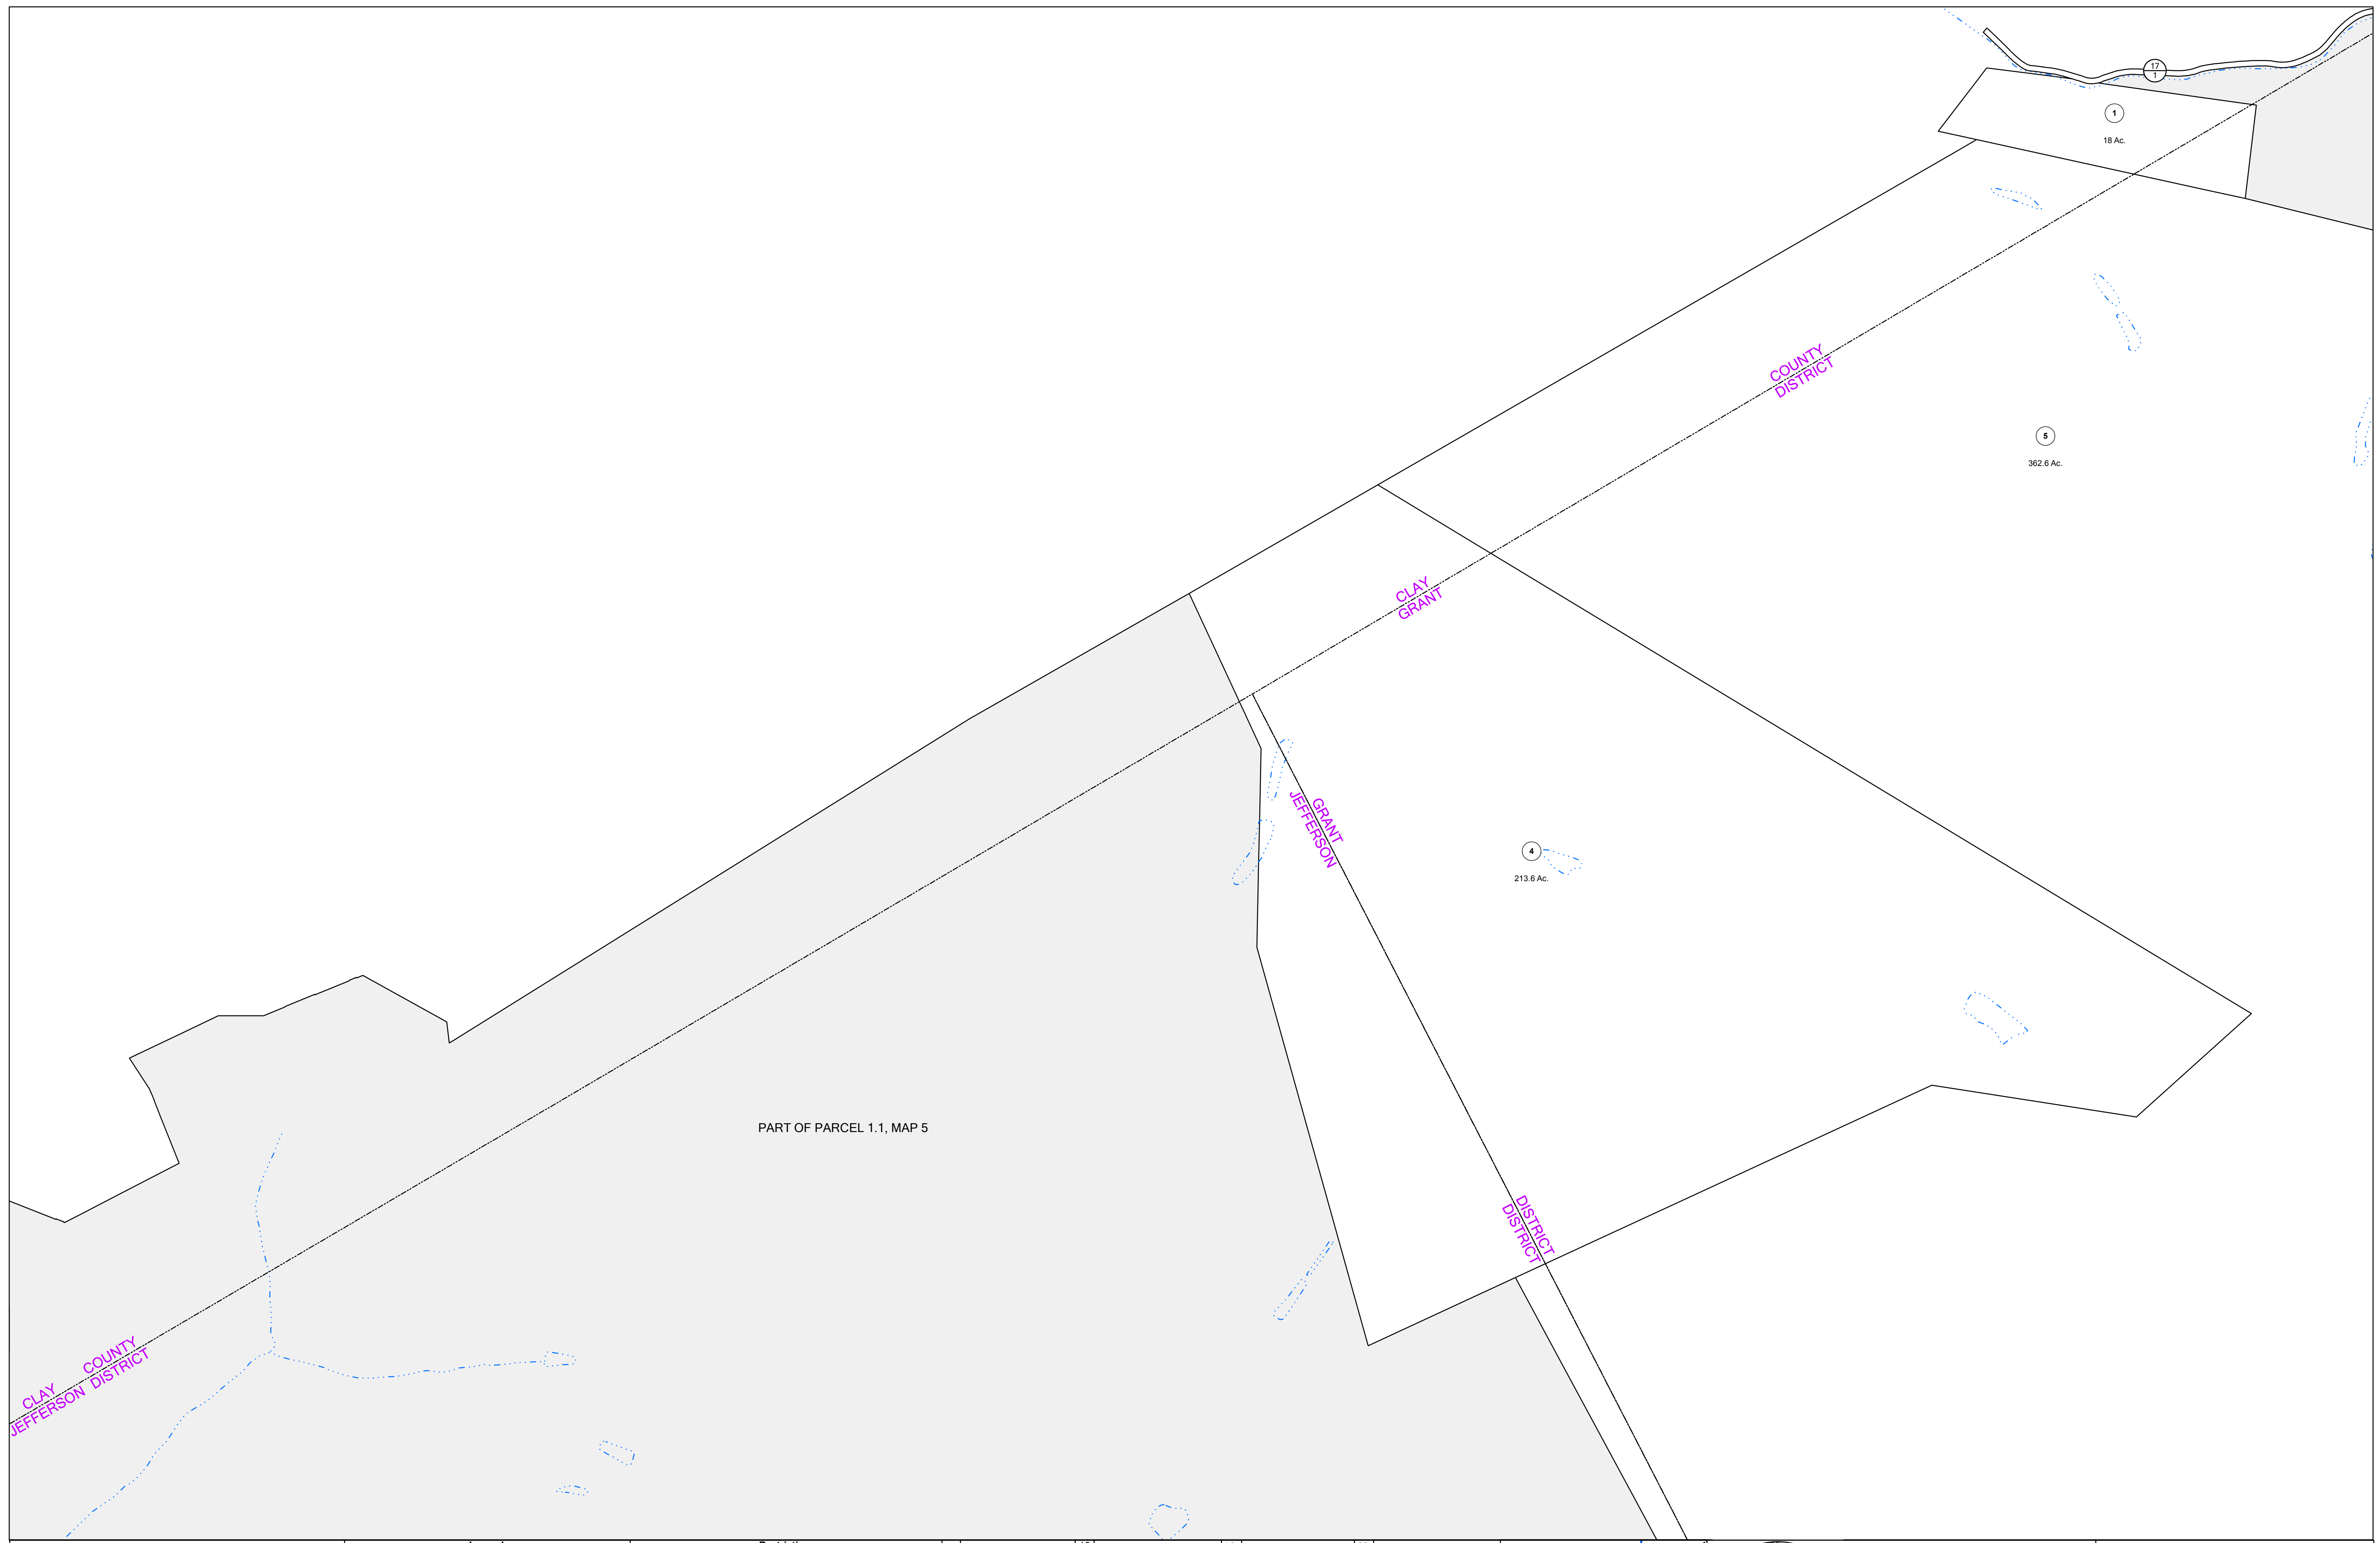 17
1
1
18 Ac.
COUNTY
DISTRICT
5
362.6 Ac.
CLAY
GRANT
GRANT
JEFFERSON
4
213.6 Ac.
PART OF PARCEL 1.1, MAP 5
DISTRICT
DISTRICT
CLAY COUNTY
JEFFERSON DISTRICT